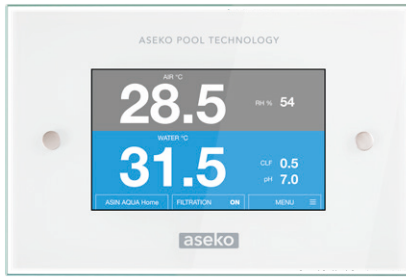 ASEKO POOL TECHNOLOGY
AIR °C
28.5
RH % 54
WATER °C
31.5
CLF 0.5
pH 7.0
ASIN AQUA Home FILTRATION ON MENU ☰
aseko